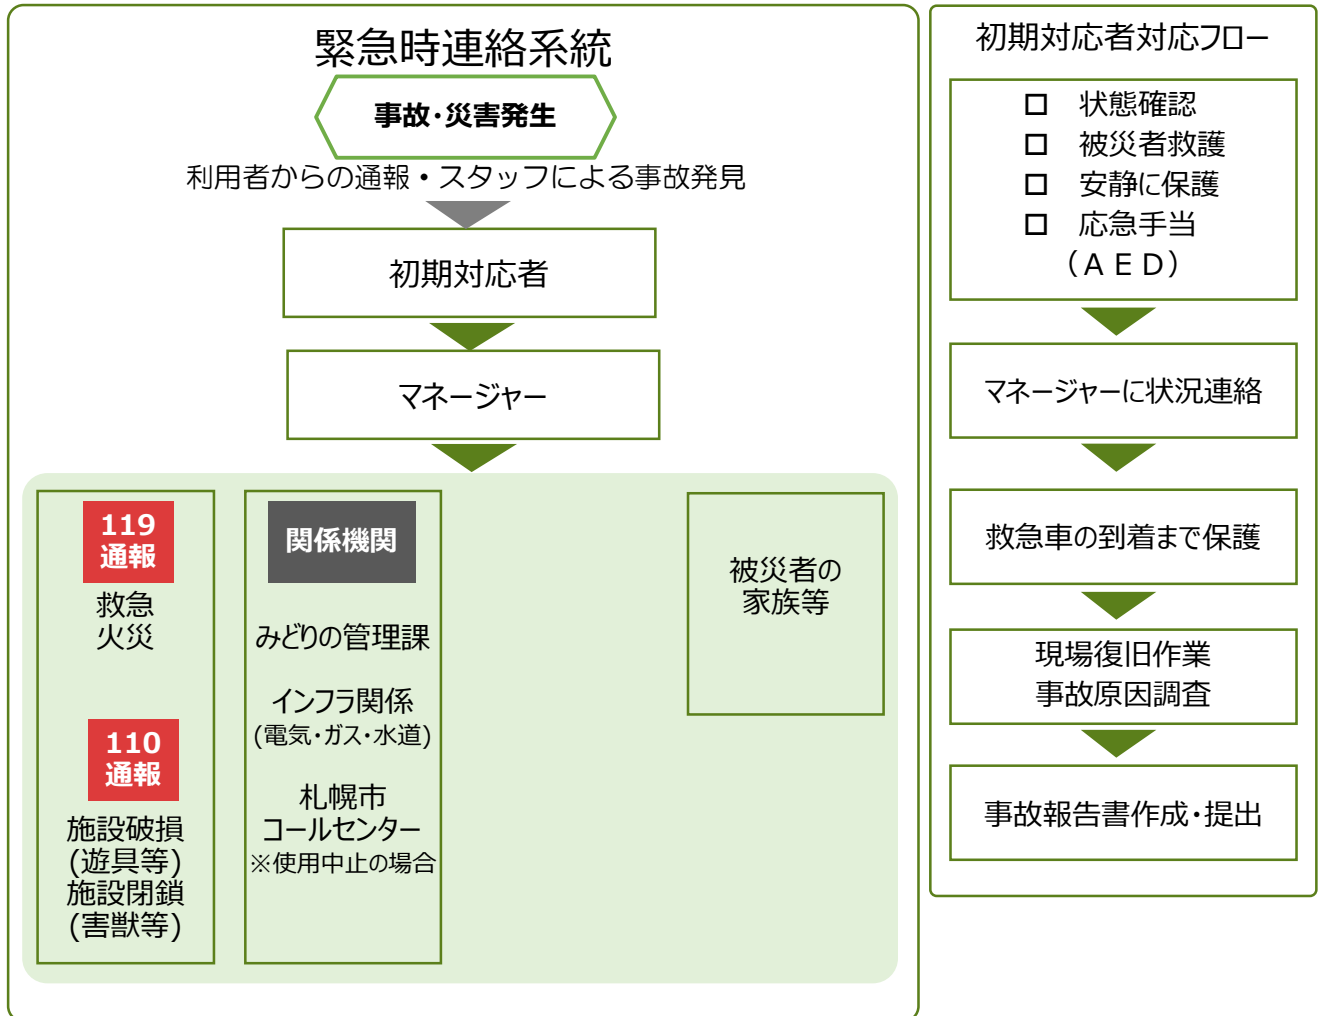 緊急時連絡系統
事故・災害発生
利用者からの通報・スタッフによる事故発見
初期対応者
マネージャー
119
通報
救急
火災
110
通報
施設破損
(遊具等)
施設閉鎖
(害獣等)
関係機関
みどりの管理課
インフラ関係
(電気・ガス・水道)
札幌市
コールセンター
※使用中止の場合
被災者の
家族等
初期対応者対応フロー
□ 状態確認
□ 被災者救護
□ 安静に保護
□ 応急手当
（ＡＥＤ）
マネージャーに状況連絡
救急車の到着まで保護
現場復旧作業
事故原因調査
事故報告書作成・提出